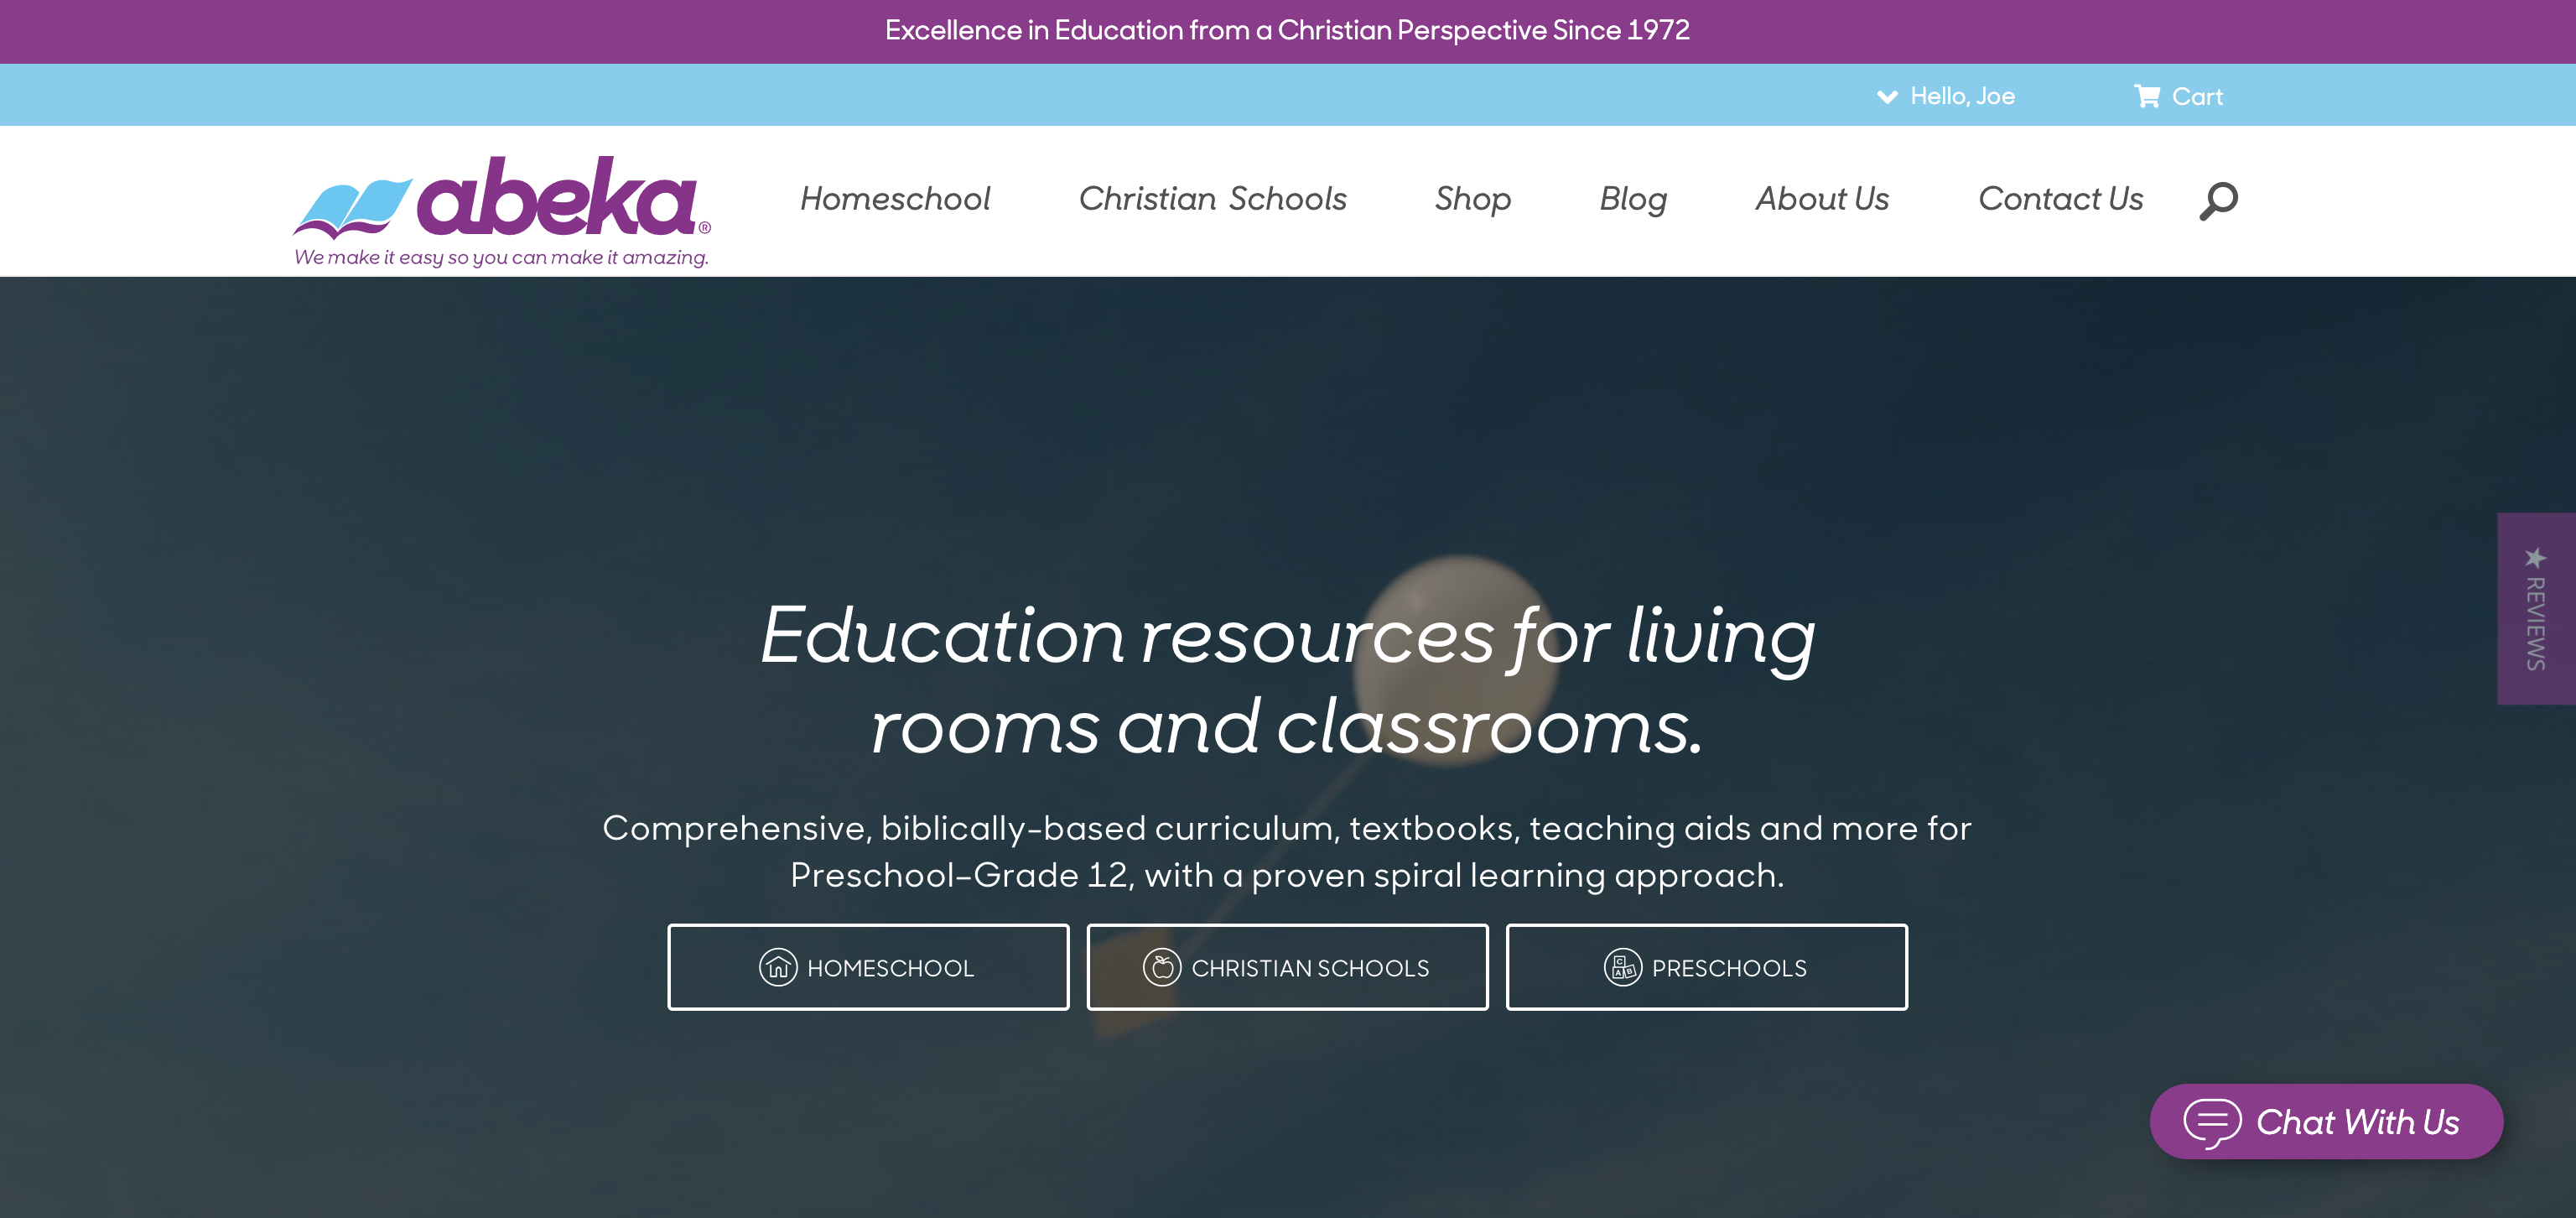 Excellence in Education from a Christian Perspective Since 1972
Hello, Joe
Cart
abeka®
We make it easy so you can make it amazing.
Homeschool
Christian Schools
Shop
Blog
About Us
Contact Us
★ REVIEWS
Education resources for living
rooms and classrooms.
Comprehensive, biblically-based curriculum, textbooks, teaching aids and more for
Preschool–Grade 12, with a proven spiral learning approach.
HOMESCHOOL
CHRISTIAN SCHOOLS
C
A B
PRESCHOOLS
Chat With Us